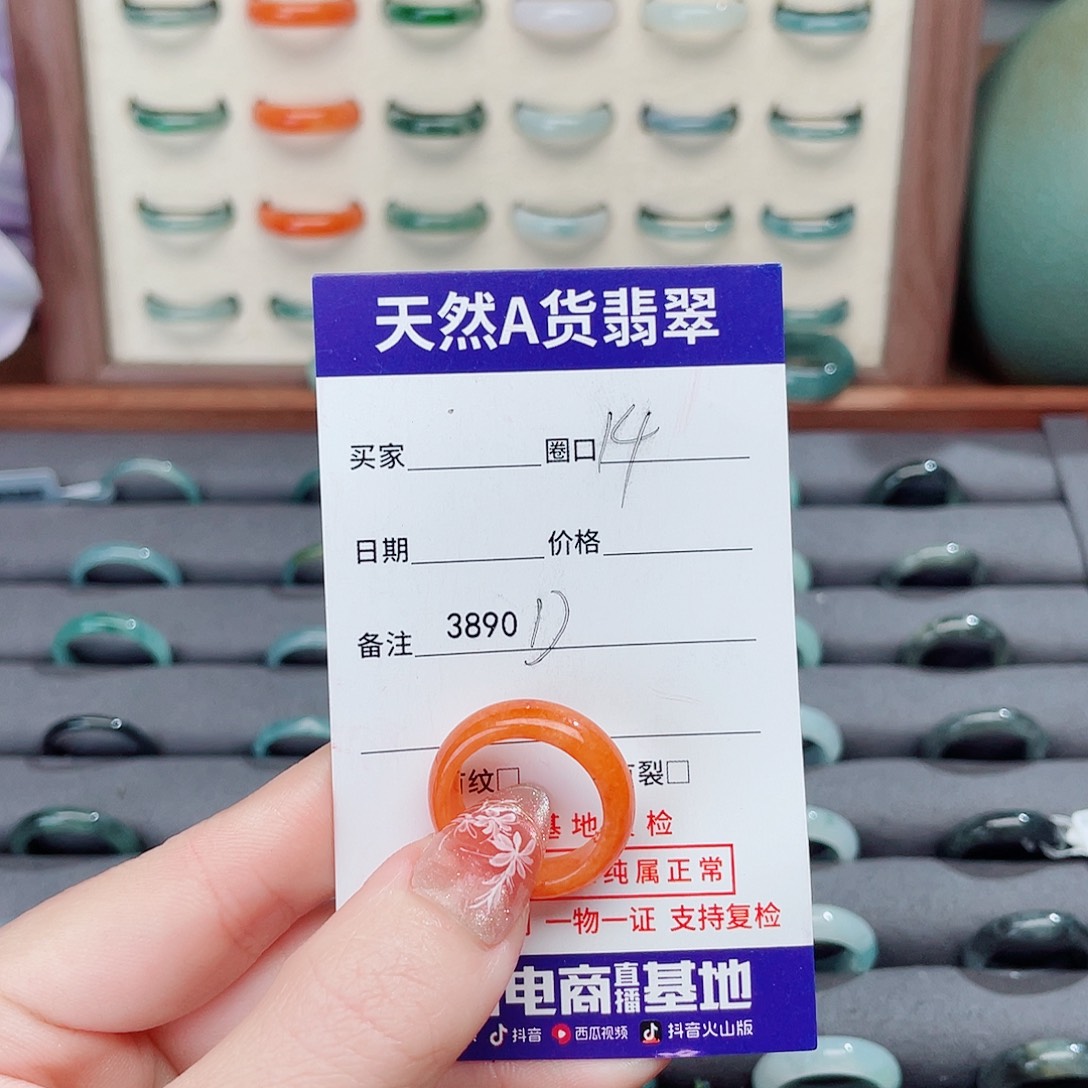 天然A货翡翠
买家 圈口 14
日期 价格
备注 3890 D
纹□ 裂□
基地 检
纯属正常
一物一证 支持复检
电商直播基地
抖音 西瓜视频 抖音火山版